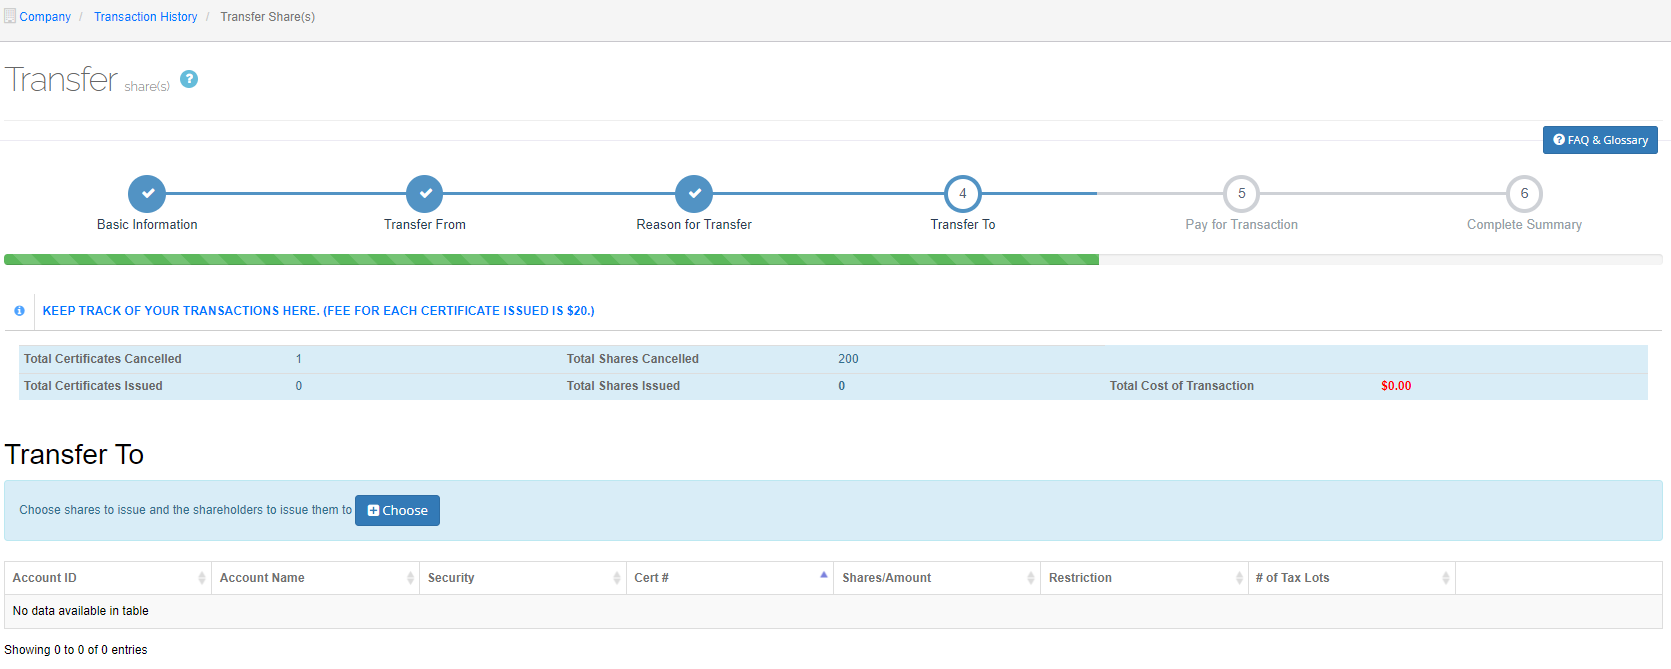 Company / Transaction History / Transfer Share(s)
Transfer share(s) ?
? FAQ & Glossary
4 5 6
Basic Information Transfer From Reason for Transfer Transfer To Pay for Transaction Complete Summary
KEEP TRACK OF YOUR TRANSACTIONS HERE. (FEE FOR EACH CERTIFICATE ISSUED IS $20.)
Total Certificates Cancelled 1 Total Shares Cancelled 200
Total Certificates Issued 0 Total Shares Issued 0 Total Cost of Transaction $0.00
Transfer To
Choose shares to issue and the shareholders to issue them to Choose
Account ID Account Name Security Cert # Shares/Amount Restriction # of Tax Lots
No data available in table
Showing 0 to 0 of 0 entries